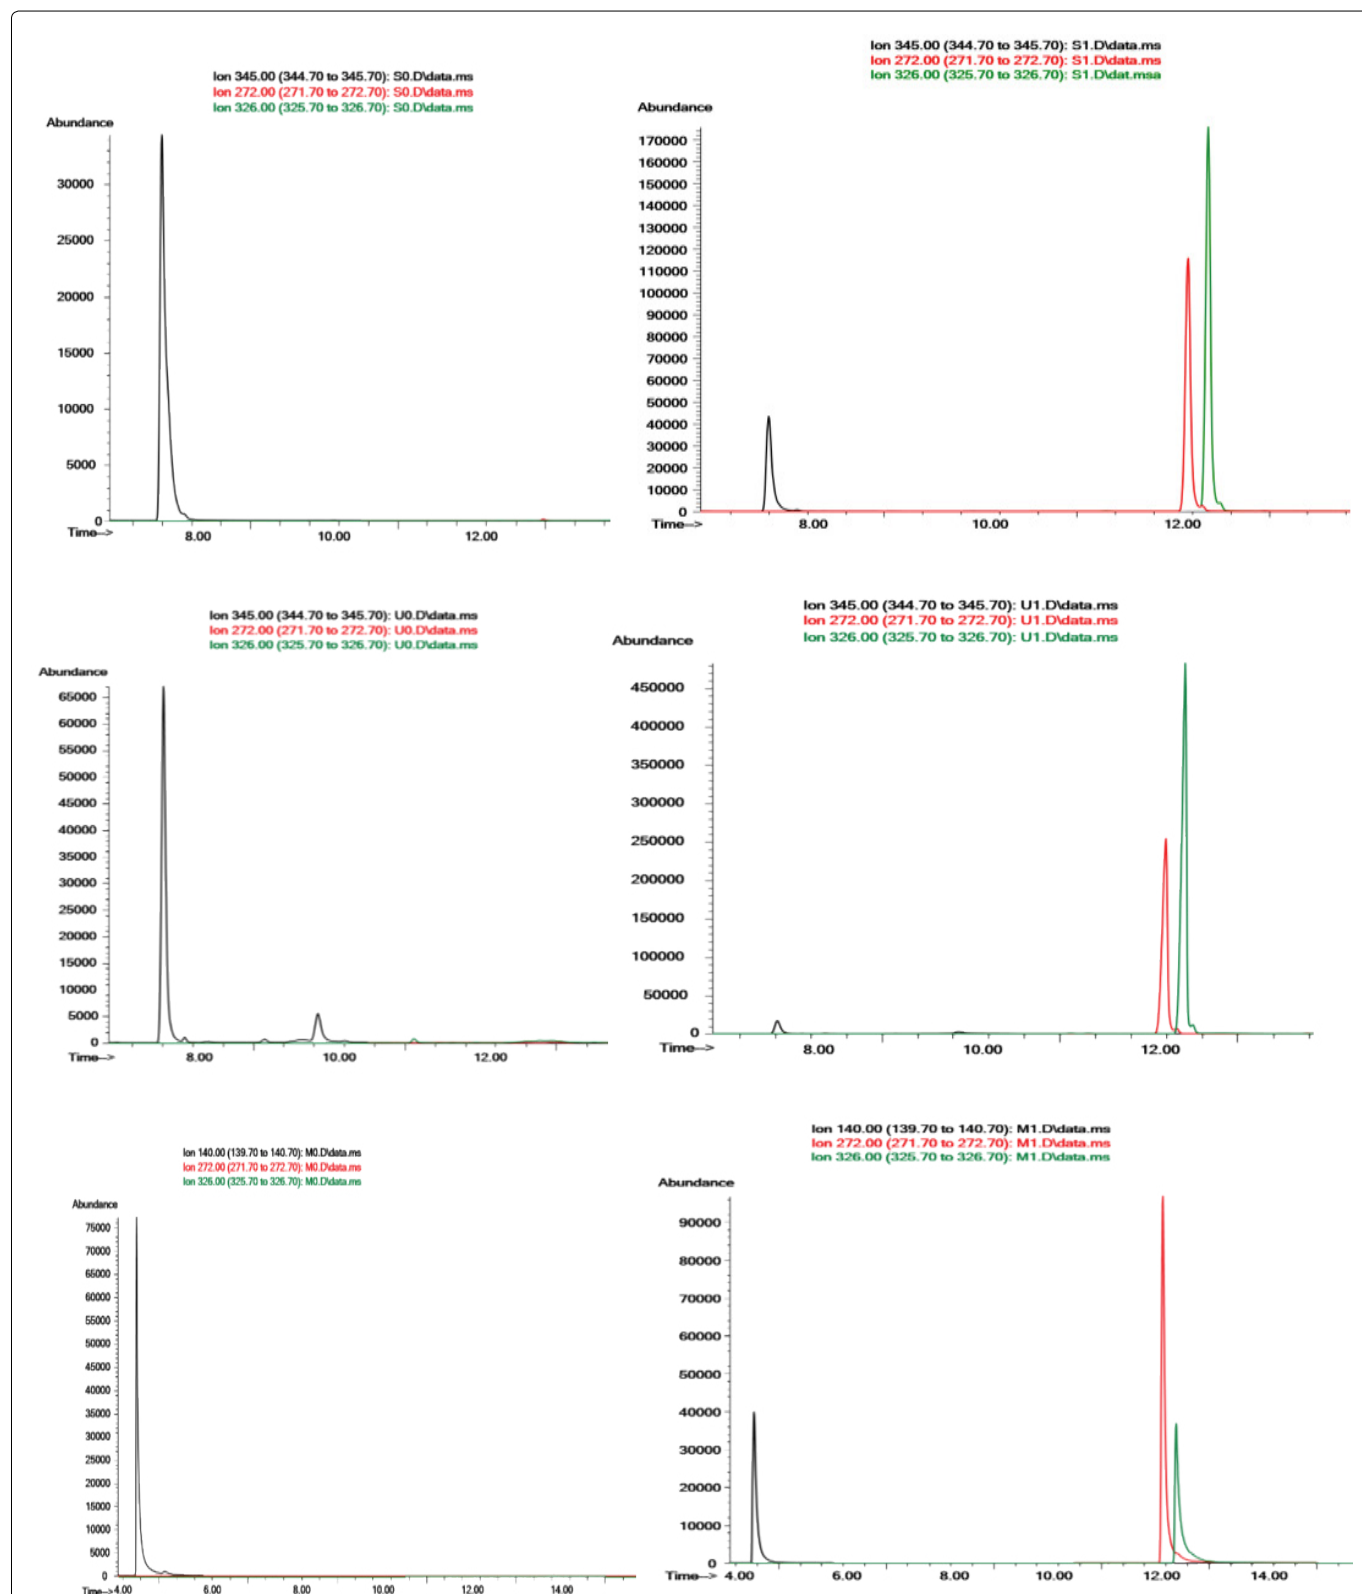 Ion 345.00 (344.70 to 345.70): S0.D\data.ms
Ion 272.00 (271.70 to 272.70): S0.D\data.ms
Ion 326.00 (325.70 to 326.70): S0.D\data.ms
Abundance
30000
25000
20000
15000
10000
5000
0
Time-->
8.00 10.00 12.00
Ion 345.00 (344.70 to 345.70): S1.D\data.ms
Ion 272.00 (271.70 to 272.70): S1.D\data.ms
Ion 326.00 (325.70 to 326.70): S1.D\dat.msa
Abundance
170000
160000
150000
140000
130000
120000
110000
100000
90000
80000
70000
60000
50000
40000
30000
20000
10000
0
Time-->
8.00 10.00 12.00
Ion 345.00 (344.70 to 345.70): U0.D\data.ms
Ion 272.00 (271.70 to 272.70): U0.D\data.ms
Ion 326.00 (325.70 to 326.70): U0.D\data.ms
Abundance
65000
60000
55000
50000
45000
40000
35000
30000
25000
20000
15000
10000
5000
0
Time-->
8.00 10.00 12.00
Ion 345.00 (344.70 to 345.70): U1.D\data.ms
Ion 272.00 (271.70 to 272.70): U1.D\data.ms
Ion 326.00 (325.70 to 326.70): U1.D\data.ms
Abundance
450000
400000
350000
300000
250000
200000
150000
100000
50000
0
Time-->
8.00 10.00 12.00
Ion 140.00 (139.70 to 140.70): M0.D\data.ms
Ion 272.00 (271.70 to 272.70): M0.D\data.ms
Ion 326.00 (325.70 to 326.70): M0.D\data.ms
Abundance
75000
70000
65000
60000
55000
50000
45000
40000
35000
30000
25000
20000
15000
10000
5000
0
Time--> 4.00 6.00 8.00 10.00 12.00 14.00
Ion 140.00 (139.70 to 140.70): M1.D\data.ms
Ion 272.00 (271.70 to 272.70): M1.D\data.ms
Ion 326.00 (325.70 to 326.70): M1.D\data.ms
Abundance
90000
80000
70000
60000
50000
40000
30000
20000
10000
0
Time--> 4.00 6.00 8.00 10.00 12.00 14.00